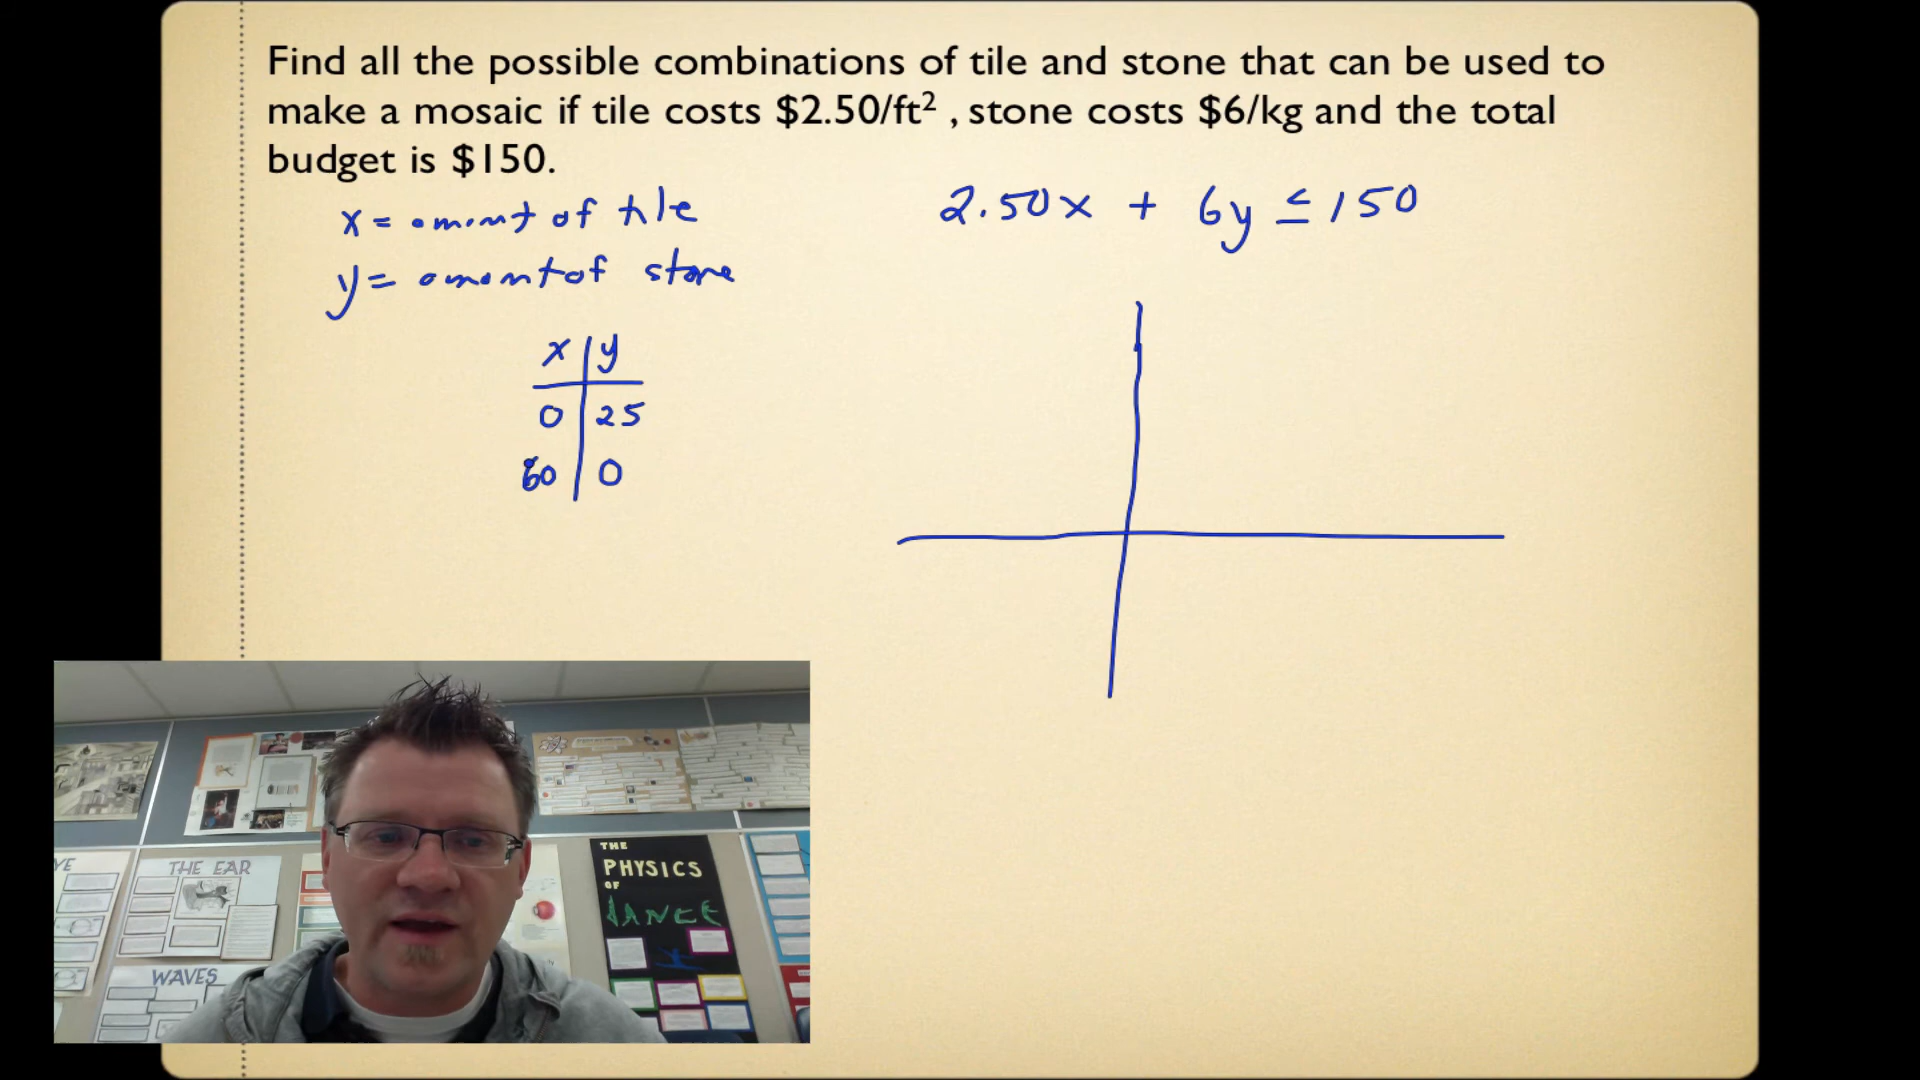 Find all the possible combinations of tile and stone that can be used to
make a mosaic if tile costs $2.50/ft² , stone costs $6/kg and the total
budget is $150.
x = amount of tile
2.50x + 6y ≤ 150
y = amount of stone
x | y
0 | 25
60 | 0
YE
THE EAR
WAVES
THE
PHYSICS
OF
DANCE